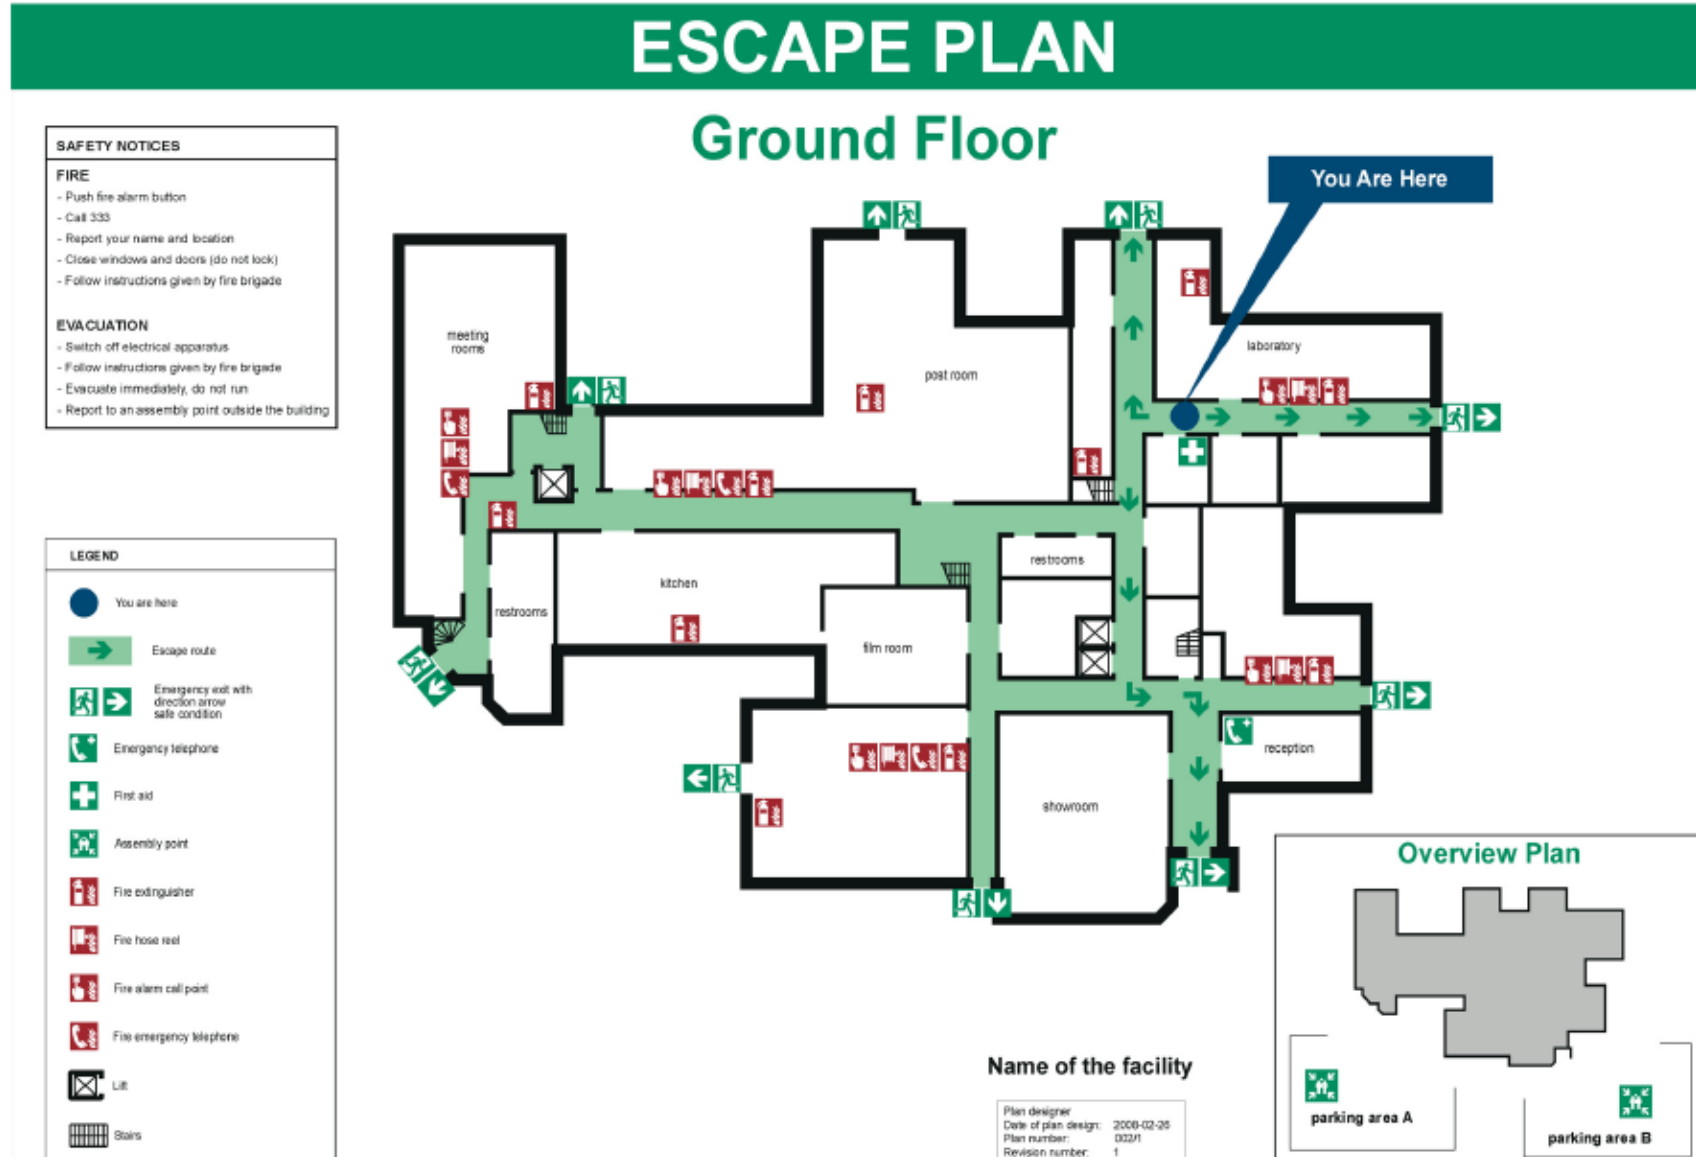 ESCAPE PLAN
Ground Floor
SAFETY NOTICES
FIRE
- Push fire alarm button
- Call 333
- Report your name and location
- Close windows and doors (do not lock)
- Follow instructions given by fire brigade
EVACUATION
- Switch off electrical apparatus
- Follow instructions given by fire brigade
- Evacuate immediately, do not run
- Report to an assembly point outside the building
You Are Here
meeting
rooms
post room
laboratory
restrooms
kitchen
restrooms
film room
reception
showroom
LEGEND
You are here
Escape route
Emergency exit with
direction arrow
safe condition
Emergency telephone
First aid
Assembly point
Fire extinguisher
Fire hose reel
Fire alarm call point
Fire emergency telephone
Lift
Stairs
Overview Plan
parking area A
parking area B
Name of the facility
Plan designer
Date of plan design: 2008-02-26
Plan number: 002/1
Revision number: 1